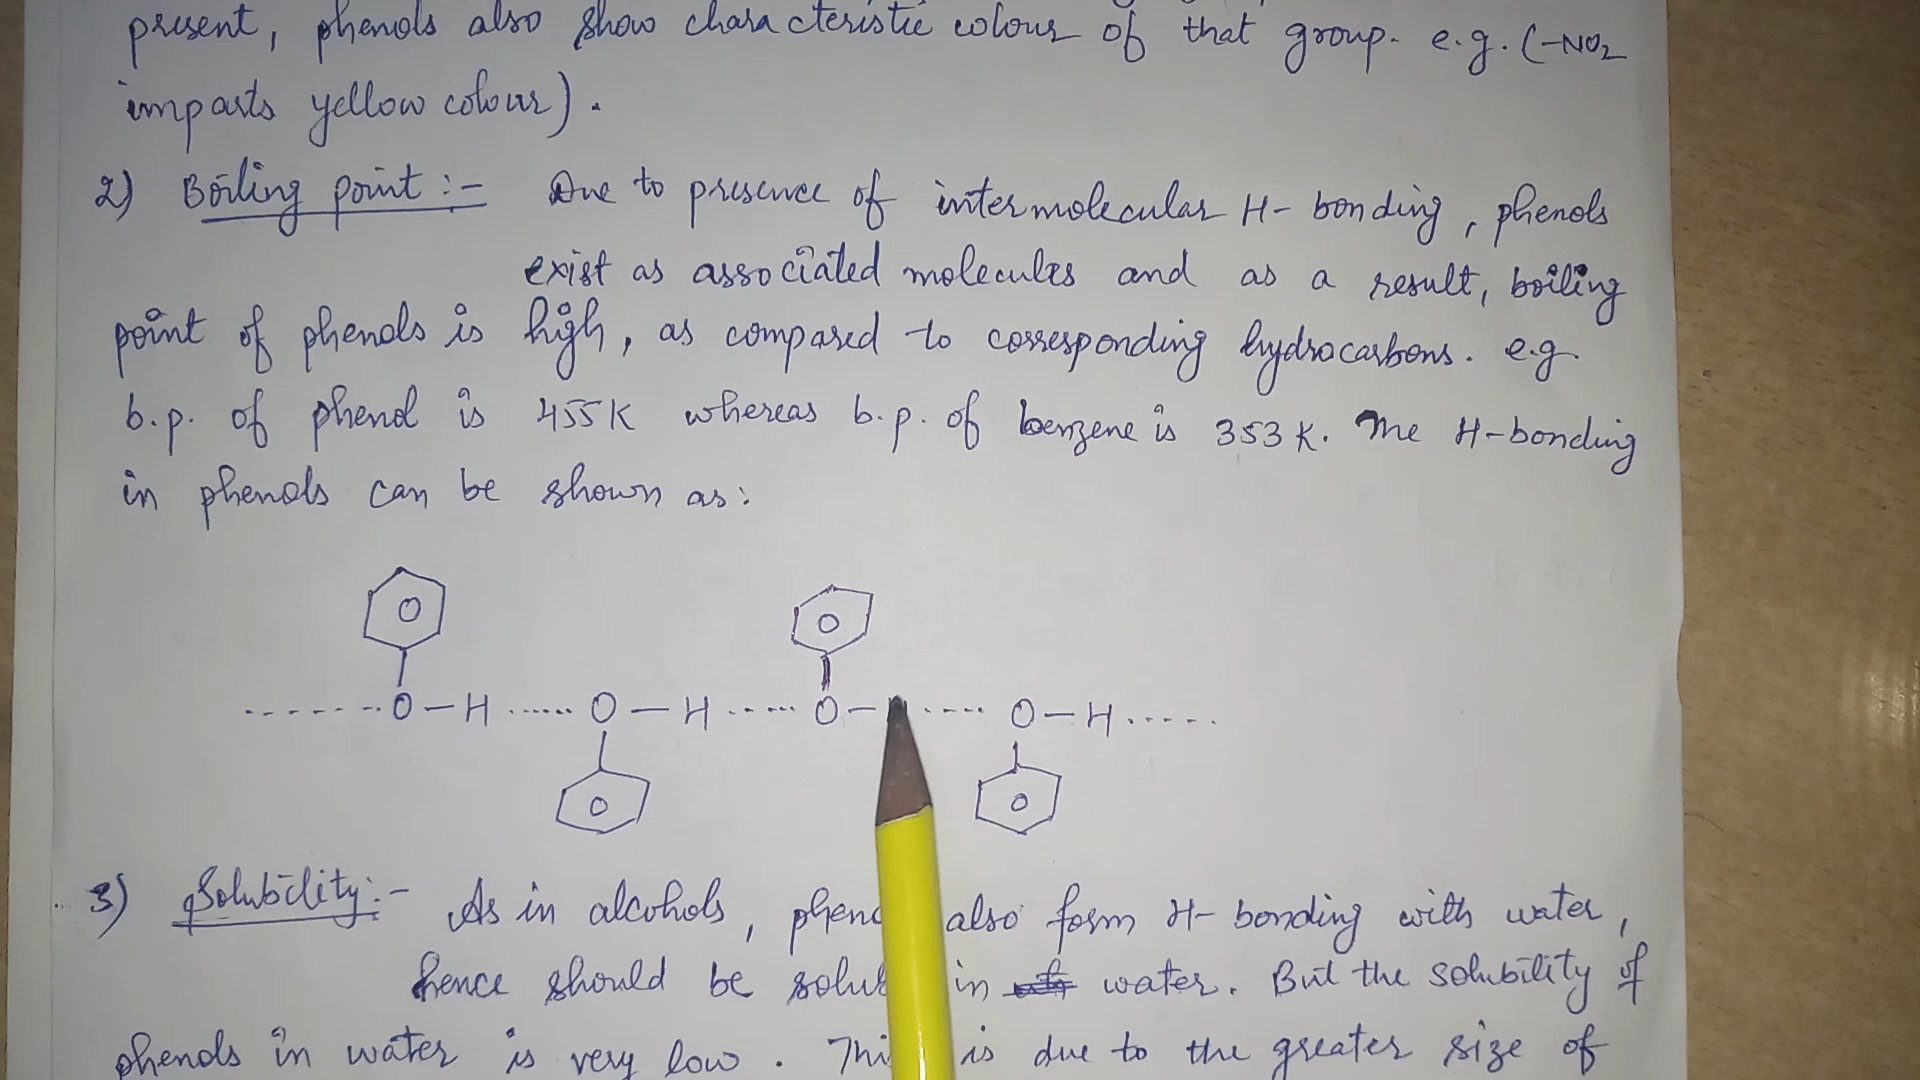 present, phenols also show characteristic colour of that group. e.g. (-NO2
imparts yellow colour).
2) Boiling point :- Due to presence of intermolecular H-bonding, phenols
exist as associated molecules and as a result, boiling
point of phenols is high, as compared to corresponding hydrocarbons. e.g.
b.p. of phenol is 455K whereas b.p. of benzene is 353 K. The H-bonding
in phenols can be shown as:
O-H O-H O- O-H
3) Solubility:- As in alcohols, also form H-bonding with water,
hence should be in water. But the solubility of
phenols in water is very low. is due to the greater size of